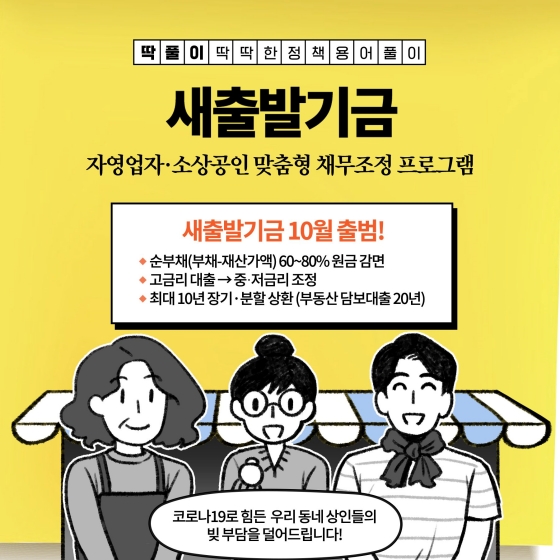 딱풀이 딱딱한정책용어풀이
새출발기금
자영업자·소상공인 맞춤형 채무조정 프로그램
새출발기금 10월 출범!
◆ 순부채(부채-재산가액) 60~80% 원금 감면
◆ 고금리 대출 → 중·저금리 조정
◆ 최대 10년 장기·분할 상환 (부동산 담보대출 20년)
코로나19로 힘든 우리 동네 상인들의
빚 부담을 덜어드립니다!